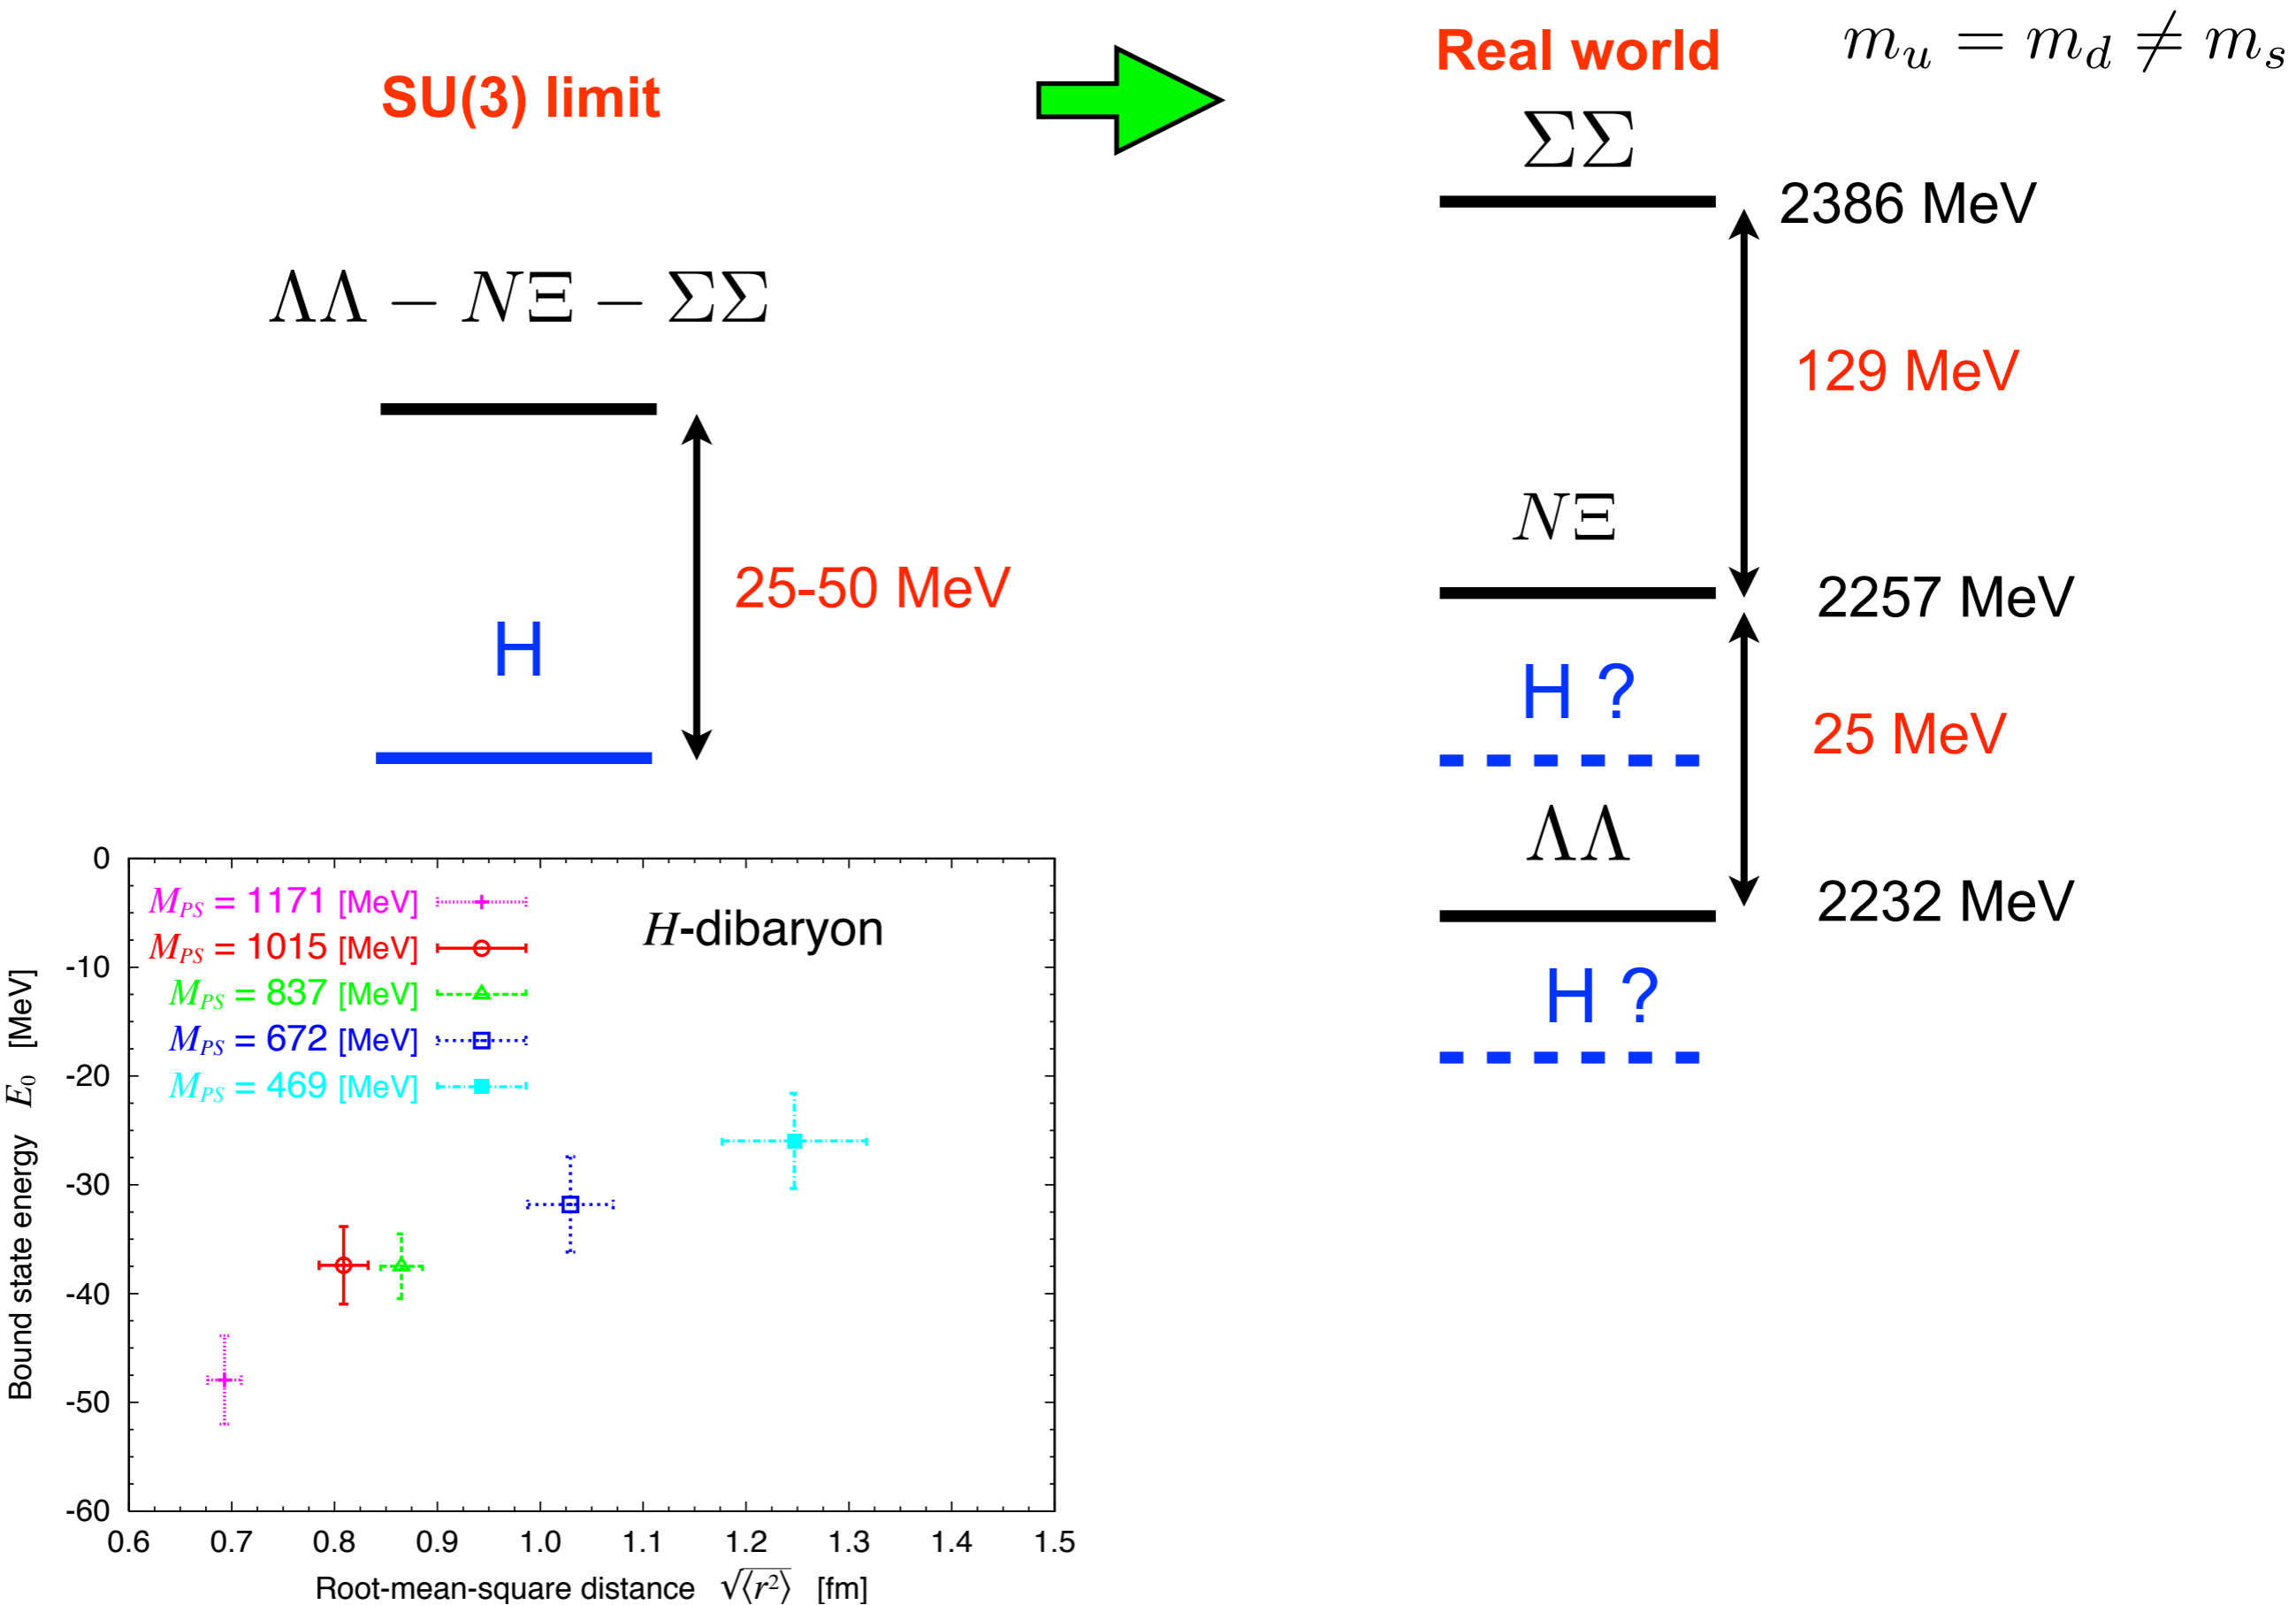 SU(3) limit
Real world
m_u = m_d ≠ m_s
ΛΛ − NΞ − ΣΣ
25-50 MeV
H
ΣΣ
2386 MeV
129 MeV
NΞ
2257 MeV
H ?
25 MeV
ΛΛ
2232 MeV
H ?
H-dibaryon
M_PS = 1171 [MeV]
M_PS = 1015 [MeV]
M_PS = 837 [MeV]
M_PS = 672 [MeV]
M_PS = 469 [MeV]
Bound state energy E_0 [MeV]
0
-10
-20
-30
-40
-50
-60
0.6 0.7 0.8 0.9 1.0 1.1 1.2 1.3 1.4 1.5
Root-mean-square distance √⟨r²⟩ [fm]